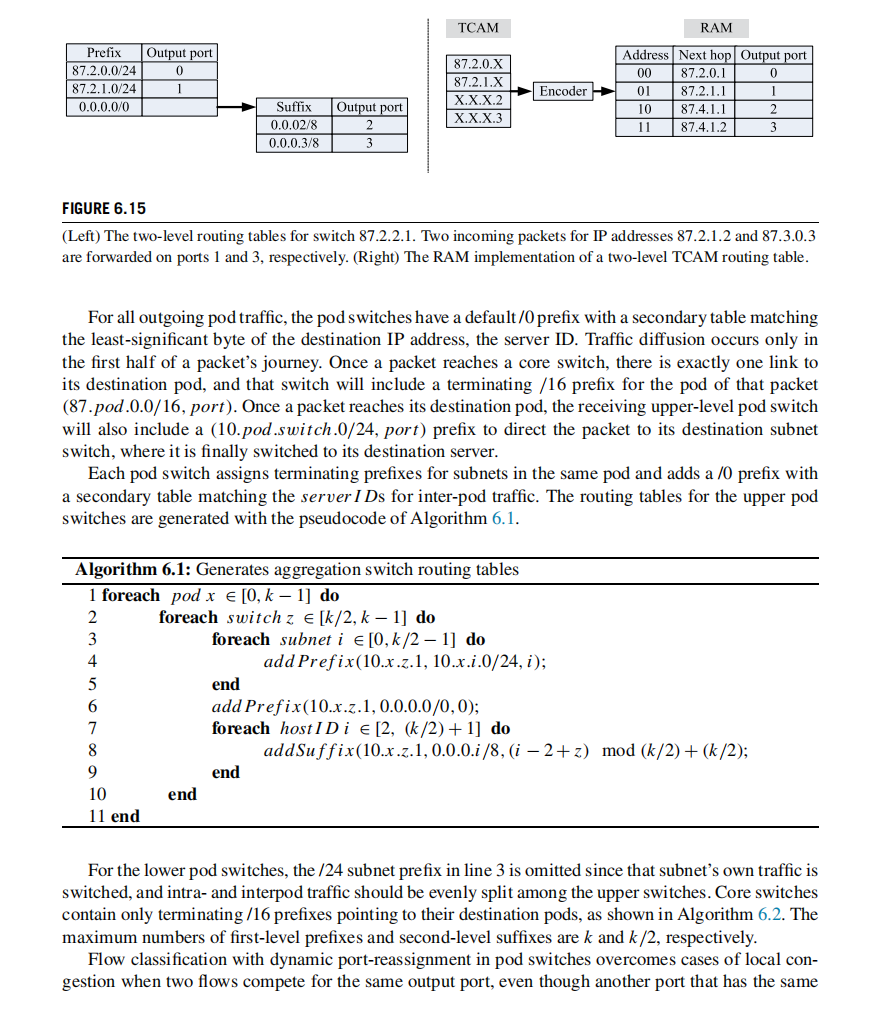 Prefix Output port
87.2.0.0/24 0
87.2.1.0/24 1
0.0.0.0/0
Suffix Output port
0.0.02/8 2
0.0.0.3/8 3
TCAM
87.2.0.X
87.2.1.X
X.X.X.2
X.X.X.3
Encoder
RAM
Address Next hop Output port
00 87.2.0.1 0
01 87.2.1.1 1
10 87.4.1.1 2
11 87.4.1.2 3
FIGURE 6.15
(Left) The two-level routing tables for switch 87.2.2.1. Two incoming packets for IP addresses 87.2.1.2 and 87.3.0.3
are forwarded on ports 1 and 3, respectively. (Right) The RAM implementation of a two-level TCAM routing table.
For all outgoing pod traffic, the pod switches have a default /0 prefix with a secondary table matching
the least-significant byte of the destination IP address, the server ID. Traffic diffusion occurs only in
the first half of a packet's journey. Once a packet reaches a core switch, there is exactly one link to
its destination pod, and that switch will include a terminating /16 prefix for the pod of that packet
(87.pod.0.0/16, port). Once a packet reaches its destination pod, the receiving upper-level pod switch
will also include a (10.pod.switch.0/24, port) prefix to direct the packet to its destination subnet
switch, where it is finally switched to its destination server.
Each pod switch assigns terminating prefixes for subnets in the same pod and adds a /0 prefix with
a secondary table matching the serverIDs for inter-pod traffic. The routing tables for the upper pod
switches are generated with the pseudocode of Algorithm 6.1.
Algorithm 6.1: Generates aggregation switch routing tables
1 foreach pod x ∈ [0, k − 1] do
2 foreach switch z ∈ [k/2, k − 1] do
3 foreach subnet i ∈ [0, k/2 − 1] do
4 addPrefix(10.x.z.1, 10.x.i.0/24, i);
5 end
6 addPrefix(10.x.z.1, 0.0.0.0/0, 0);
7 foreach hostID i ∈ [2, (k/2) + 1] do
8 addSuffix(10.x.z.1, 0.0.0.i/8, (i − 2 + z) mod (k/2) + (k/2);
9 end
10 end
11 end
For the lower pod switches, the /24 subnet prefix in line 3 is omitted since that subnet's own traffic is
switched, and intra- and interpod traffic should be evenly split among the upper switches. Core switches
contain only terminating /16 prefixes pointing to their destination pods, as shown in Algorithm 6.2. The
maximum numbers of first-level prefixes and second-level suffixes are k and k/2, respectively.
Flow classification with dynamic port-reassignment in pod switches overcomes cases of local con-
gestion when two flows compete for the same output port, even though another port that has the same